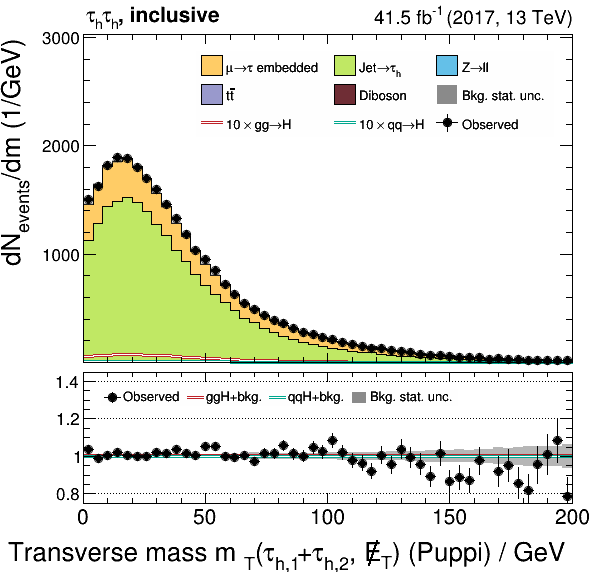 τhτh, inclusive 41.5 fb⁻¹ (2017, 13 TeV)
dNevents/dm (1/GeV)
3000
2000
1000
μ→τ embedded Jet→τh Z→ll
tt̄ Diboson Bkg. stat. unc.
10 × gg→H 10 × qq→H Observed
1.4
1.2
1
0.8
Observed ggH+bkg. qqH+bkg. Bkg. stat. unc.
0 50 100 150 200
Transverse mass m T(τh,1+τh,2, E̸T) (Puppi) / GeV